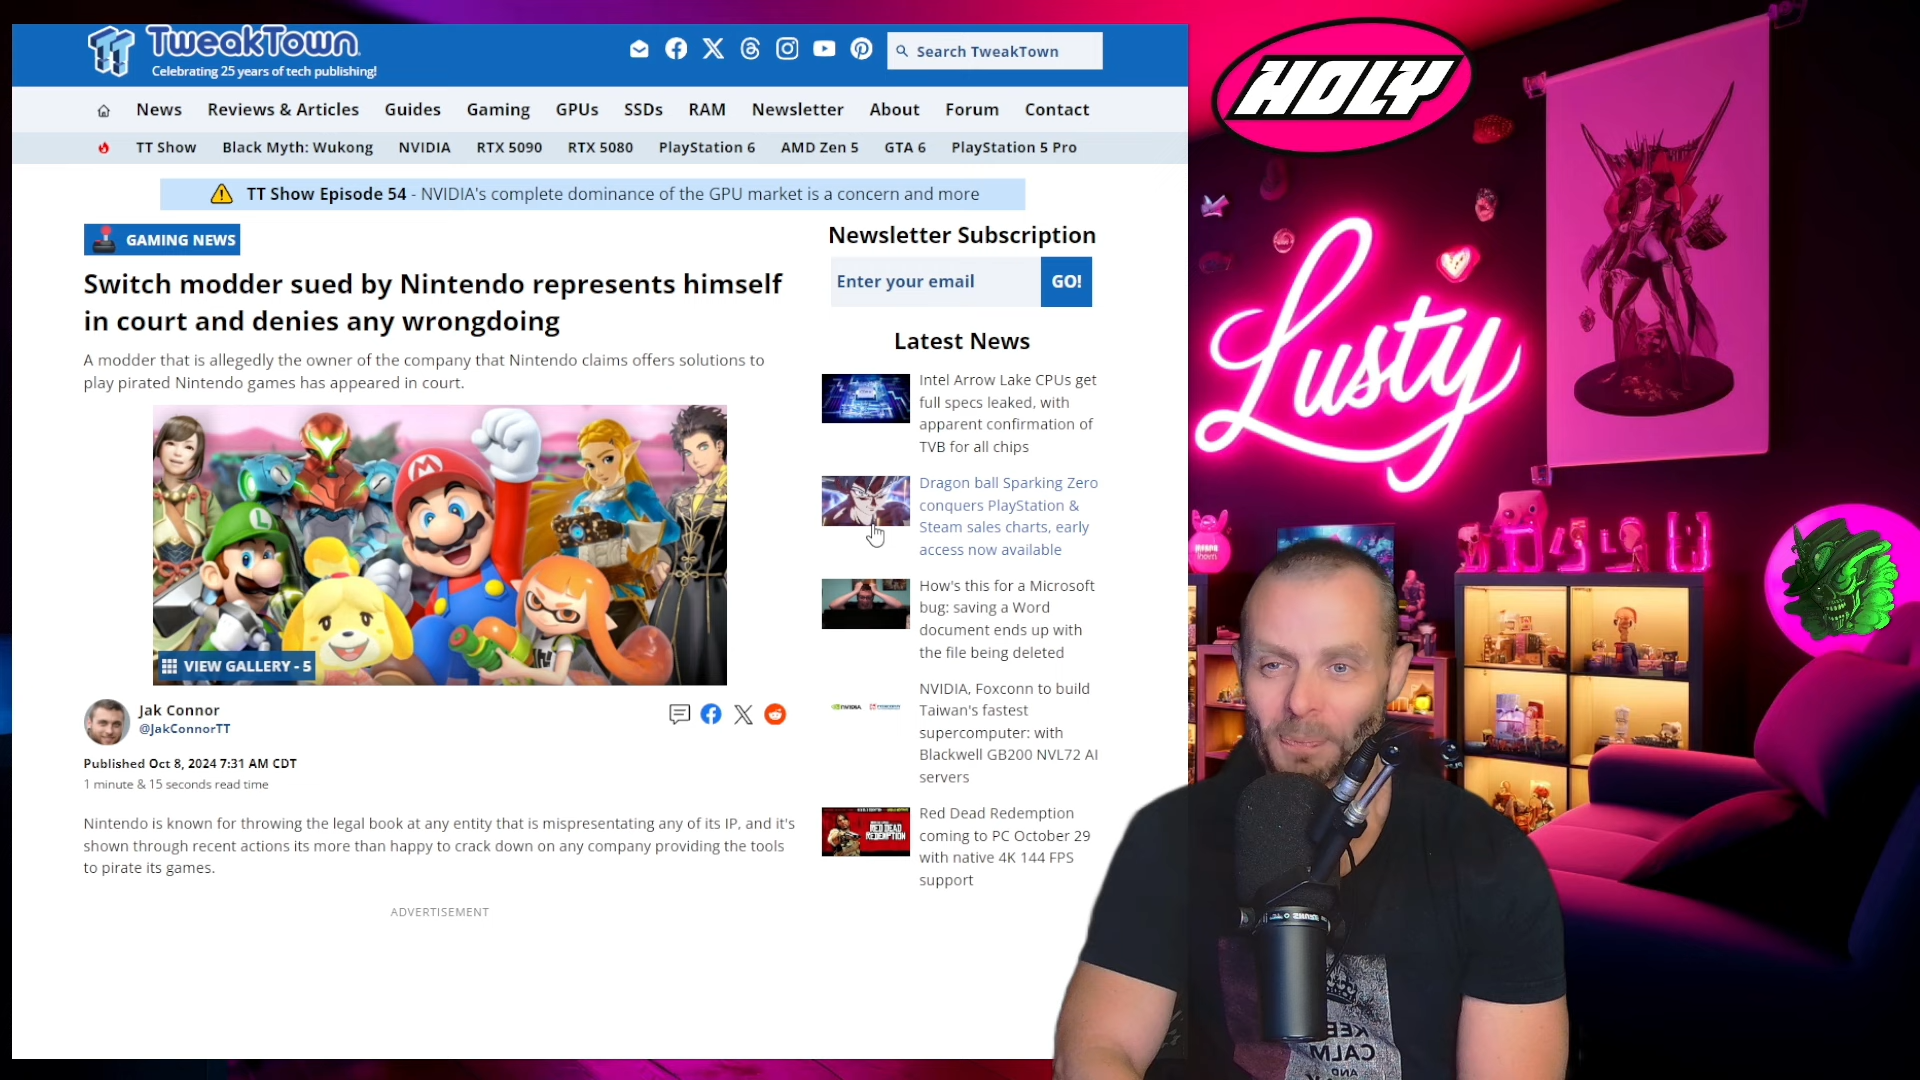 TweakTown
Celebrating 25 years of tech publishing!
Search TweakTown
News Reviews & Articles Guides Gaming GPUs SSDs RAM Newsletter About Forum Contact
TT Show Black Myth: Wukong NVIDIA RTX 5090 RTX 5080 PlayStation 6 AMD Zen 5 GTA 6 PlayStation 5 Pro
TT Show Episode 54 - NVIDIA's complete dominance of the GPU market is a concern and more
GAMING NEWS
Switch modder sued by Nintendo represents himself
in court and denies any wrongdoing
A modder that is allegedly the owner of the company that Nintendo claims offers solutions to
play pirated Nintendo games has appeared in court.
VIEW GALLERY - 5
Jak Connor
@JakConnorTT
Published Oct 8, 2024 7:31 AM CDT
1 minute & 15 seconds read time
Nintendo is known for throwing the legal book at any entity that is mispresentating any of its IP, and it's
shown through recent actions its more than happy to crack down on any company providing the tools
to pirate its games.
ADVERTISEMENT
Newsletter Subscription
Enter your email
GO!
Latest News
Intel Arrow Lake CPUs get
full specs leaked, with
apparent confirmation of
TVB for all chips
Dragon ball Sparking Zero
conquers PlayStation &
Steam sales charts, early
access now available
How's this for a Microsoft
bug: saving a Word
document ends up with
the file being deleted
NVIDIA, Foxconn to build
Taiwan's fastest
supercomputer: with
Blackwell GB200 NVL72 AI
servers
Red Dead Redemption
coming to PC October 29
with native 4K 144 FPS
support
HOLY
Lusty
KEEP
CALM
AND